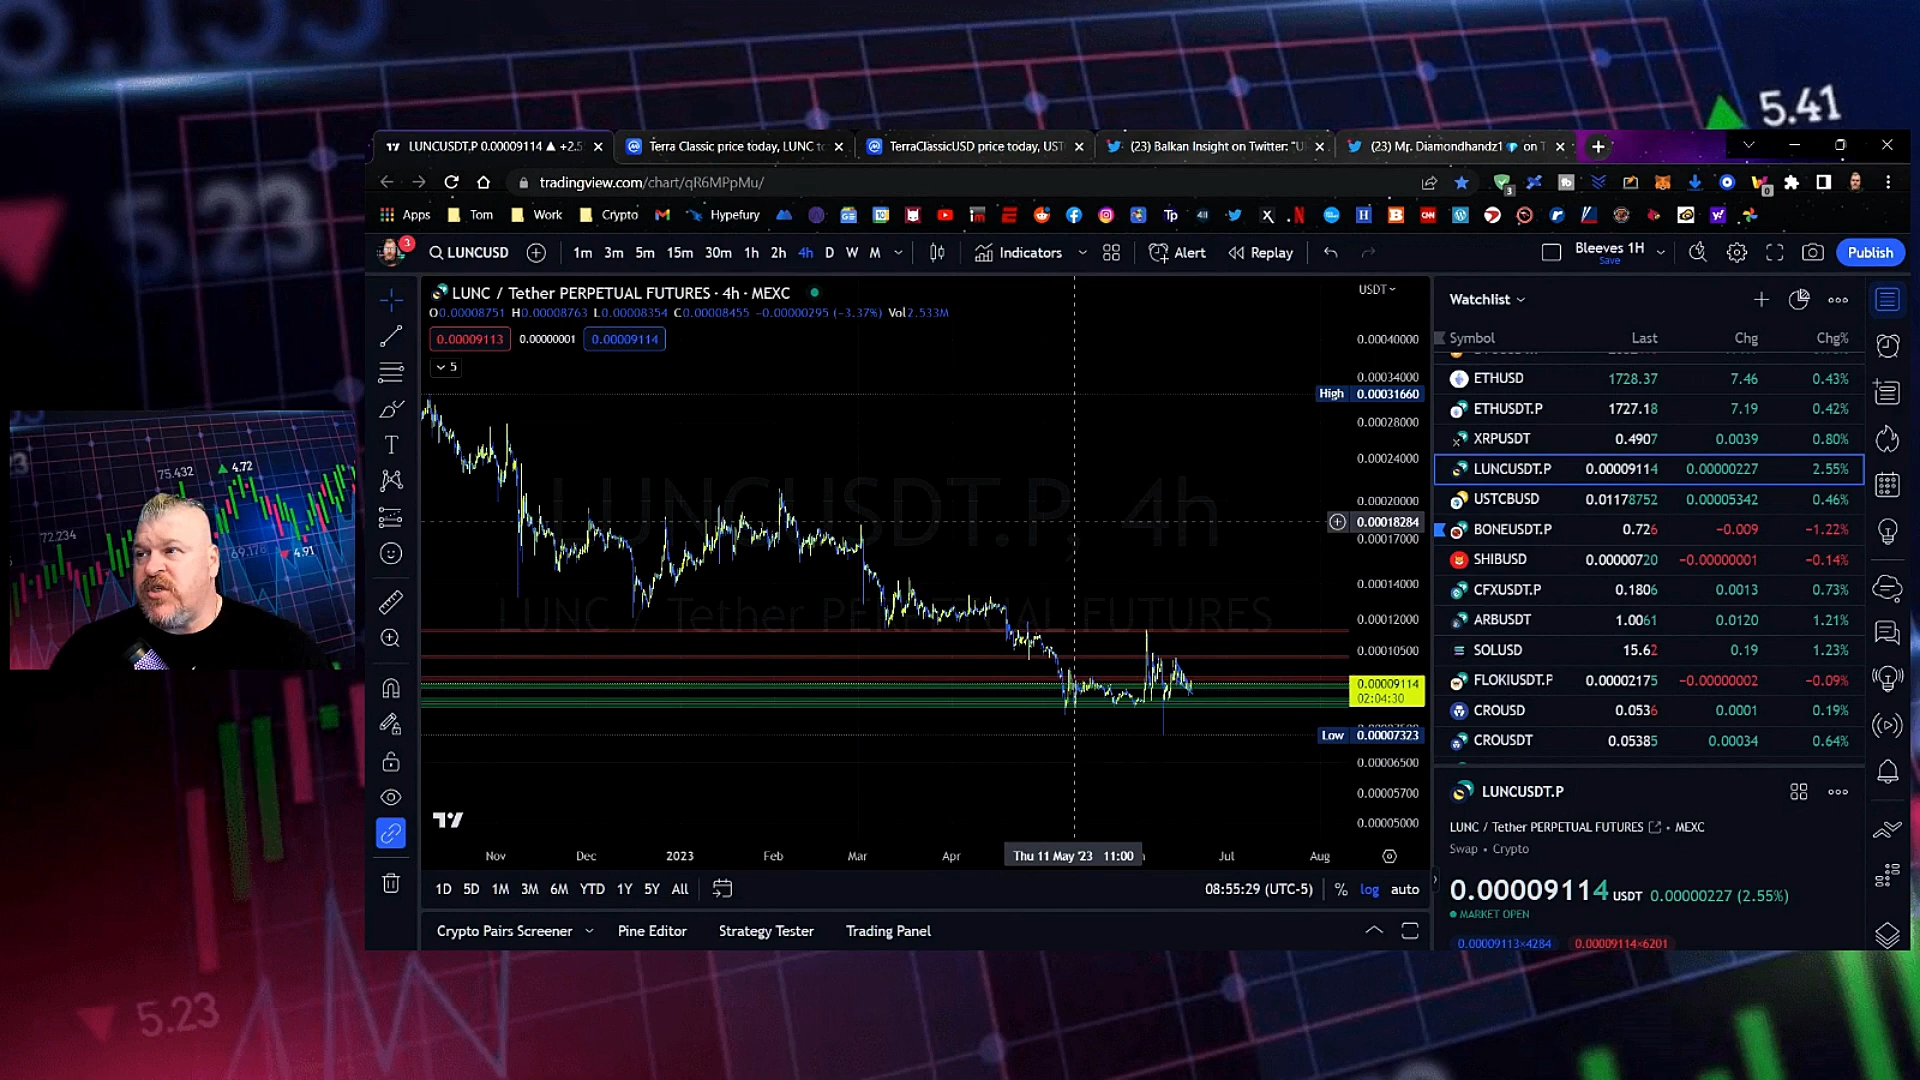 5.41
5.23
5.23
75.432
4.72
72.234
69.178
4.91
LUNCUSDT.P 0.00009114 ▲ +2.5
Terra Classic price today, LUNC to
TerraClassicUSD price today, UST
(23) Balkan Insight on Twitter: "U
(23) Mr. Diamondhandz1 on T
tradingview.com/chart/qR6MPpMu/
Apps Tom Work Crypto Hypefury
3
LUNCUSD
1m 3m 5m 15m 30m 1h 2h 4h D W M
Indicators
Alert
Replay
Bleeves 1H
Save
Publish
LUNC / Tether PERPETUAL FUTURES · 4h · MEXC
O0.00008751 H0.00008763 L0.00008354 C0.00008455 −0.00000295 (−3.37%) Vol2.533M
0.00009113 0.00000001 0.00009114
5
LUNCUSDT.P, 4h
LUNC / Tether PERPETUAL FUTURES
USDT
0.00040000
0.00034000
High 0.00031660
0.00028000
0.00024000
0.00020000
0.00018284
0.00017000
0.00014000
0.00012000
0.00010500
0.00009114
02:04:30
Low 0.00007323
0.00006500
0.00005700
0.00005000
Nov Dec 2023 Feb Mar Apr Thu 11 May '23 11:00 Jul Aug
1D 5D 1M 3M 6M YTD 1Y 5Y All
08:55:29 (UTC-5) % log auto
Crypto Pairs Screener Pine Editor Strategy Tester Trading Panel
Watchlist
Symbol Last Chg Chg%
ETHUSD 1728.37 7.46 0.43%
ETHUSDT.P 1727.18 7.19 0.42%
XRPUSDT 0.4907 0.0039 0.80%
LUNCUSDT.P 0.00009114 0.00000227 2.55%
USTCBUSD 0.01178752 0.00005342 0.46%
BONEUSDT.P 0.726 −0.009 −1.22%
SHIBUSD 0.00000720 −0.00000001 −0.14%
CFXUSDT.P 0.1806 0.0013 0.73%
ARBUSDT 1.0061 0.0120 1.21%
SOLUSD 15.62 0.19 1.23%
FLOKIUSDT.P 0.00002175 −0.00000002 −0.09%
CROUSD 0.0536 0.0001 0.19%
CROUSDT 0.05385 0.00034 0.64%
LUNCUSDT.P
LUNC / Tether PERPETUAL FUTURES • MEXC
Swap • Crypto
0.00009114 USDT 0.00000227 (2.55%)
MARKET OPEN
0.00009113×4284 0.00009114×6201